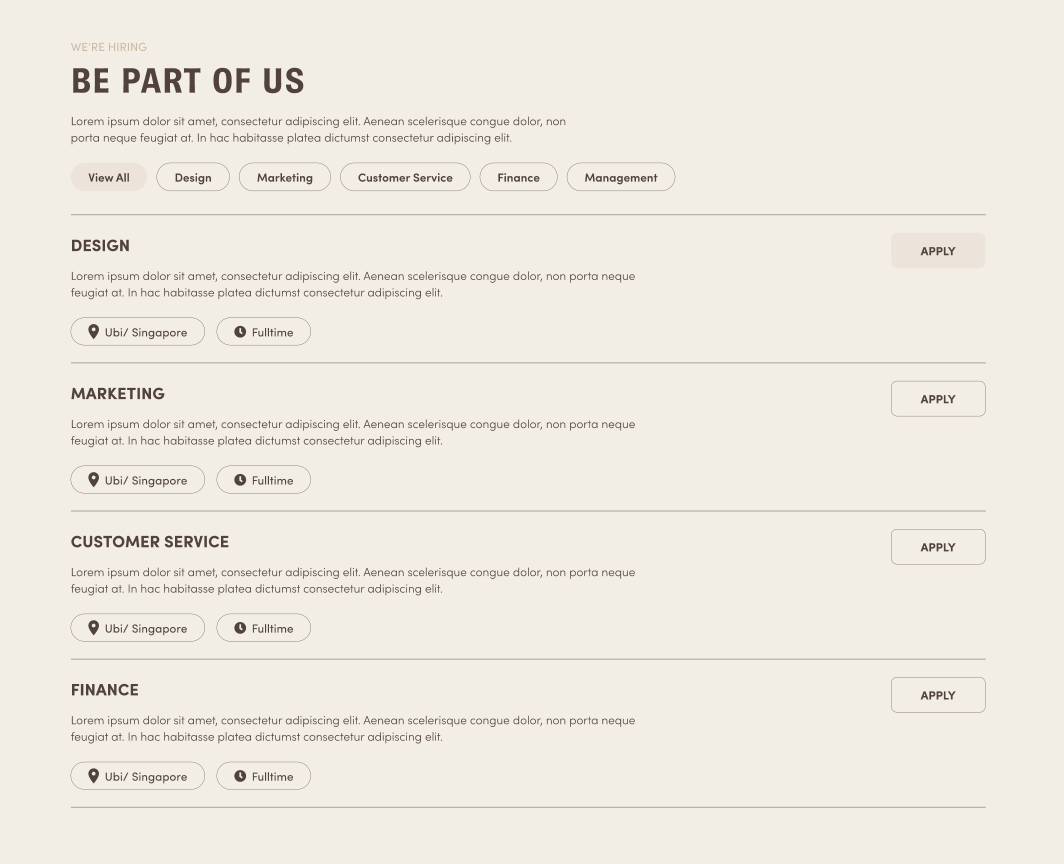 WE'RE HIRING
BE PART OF US
Lorem ipsum dolor sit amet, consectetur adipiscing elit. Aenean scelerisque congue dolor, non
porta neque feugiat at. In hac habitasse platea dictumst consectetur adipiscing elit.
View All Design Marketing Customer Service Finance Management
DESIGN
APPLY
Lorem ipsum dolor sit amet, consectetur adipiscing elit. Aenean scelerisque congue dolor, non porta neque
feugiat at. In hac habitasse platea dictumst consectetur adipiscing elit.
Ubi/ Singapore Fulltime
MARKETING
APPLY
Lorem ipsum dolor sit amet, consectetur adipiscing elit. Aenean scelerisque congue dolor, non porta neque
feugiat at. In hac habitasse platea dictumst consectetur adipiscing elit.
Ubi/ Singapore Fulltime
CUSTOMER SERVICE
APPLY
Lorem ipsum dolor sit amet, consectetur adipiscing elit. Aenean scelerisque congue dolor, non porta neque
feugiat at. In hac habitasse platea dictumst consectetur adipiscing elit.
Ubi/ Singapore Fulltime
FINANCE
APPLY
Lorem ipsum dolor sit amet, consectetur adipiscing elit. Aenean scelerisque congue dolor, non porta neque
feugiat at. In hac habitasse platea dictumst consectetur adipiscing elit.
Ubi/ Singapore Fulltime